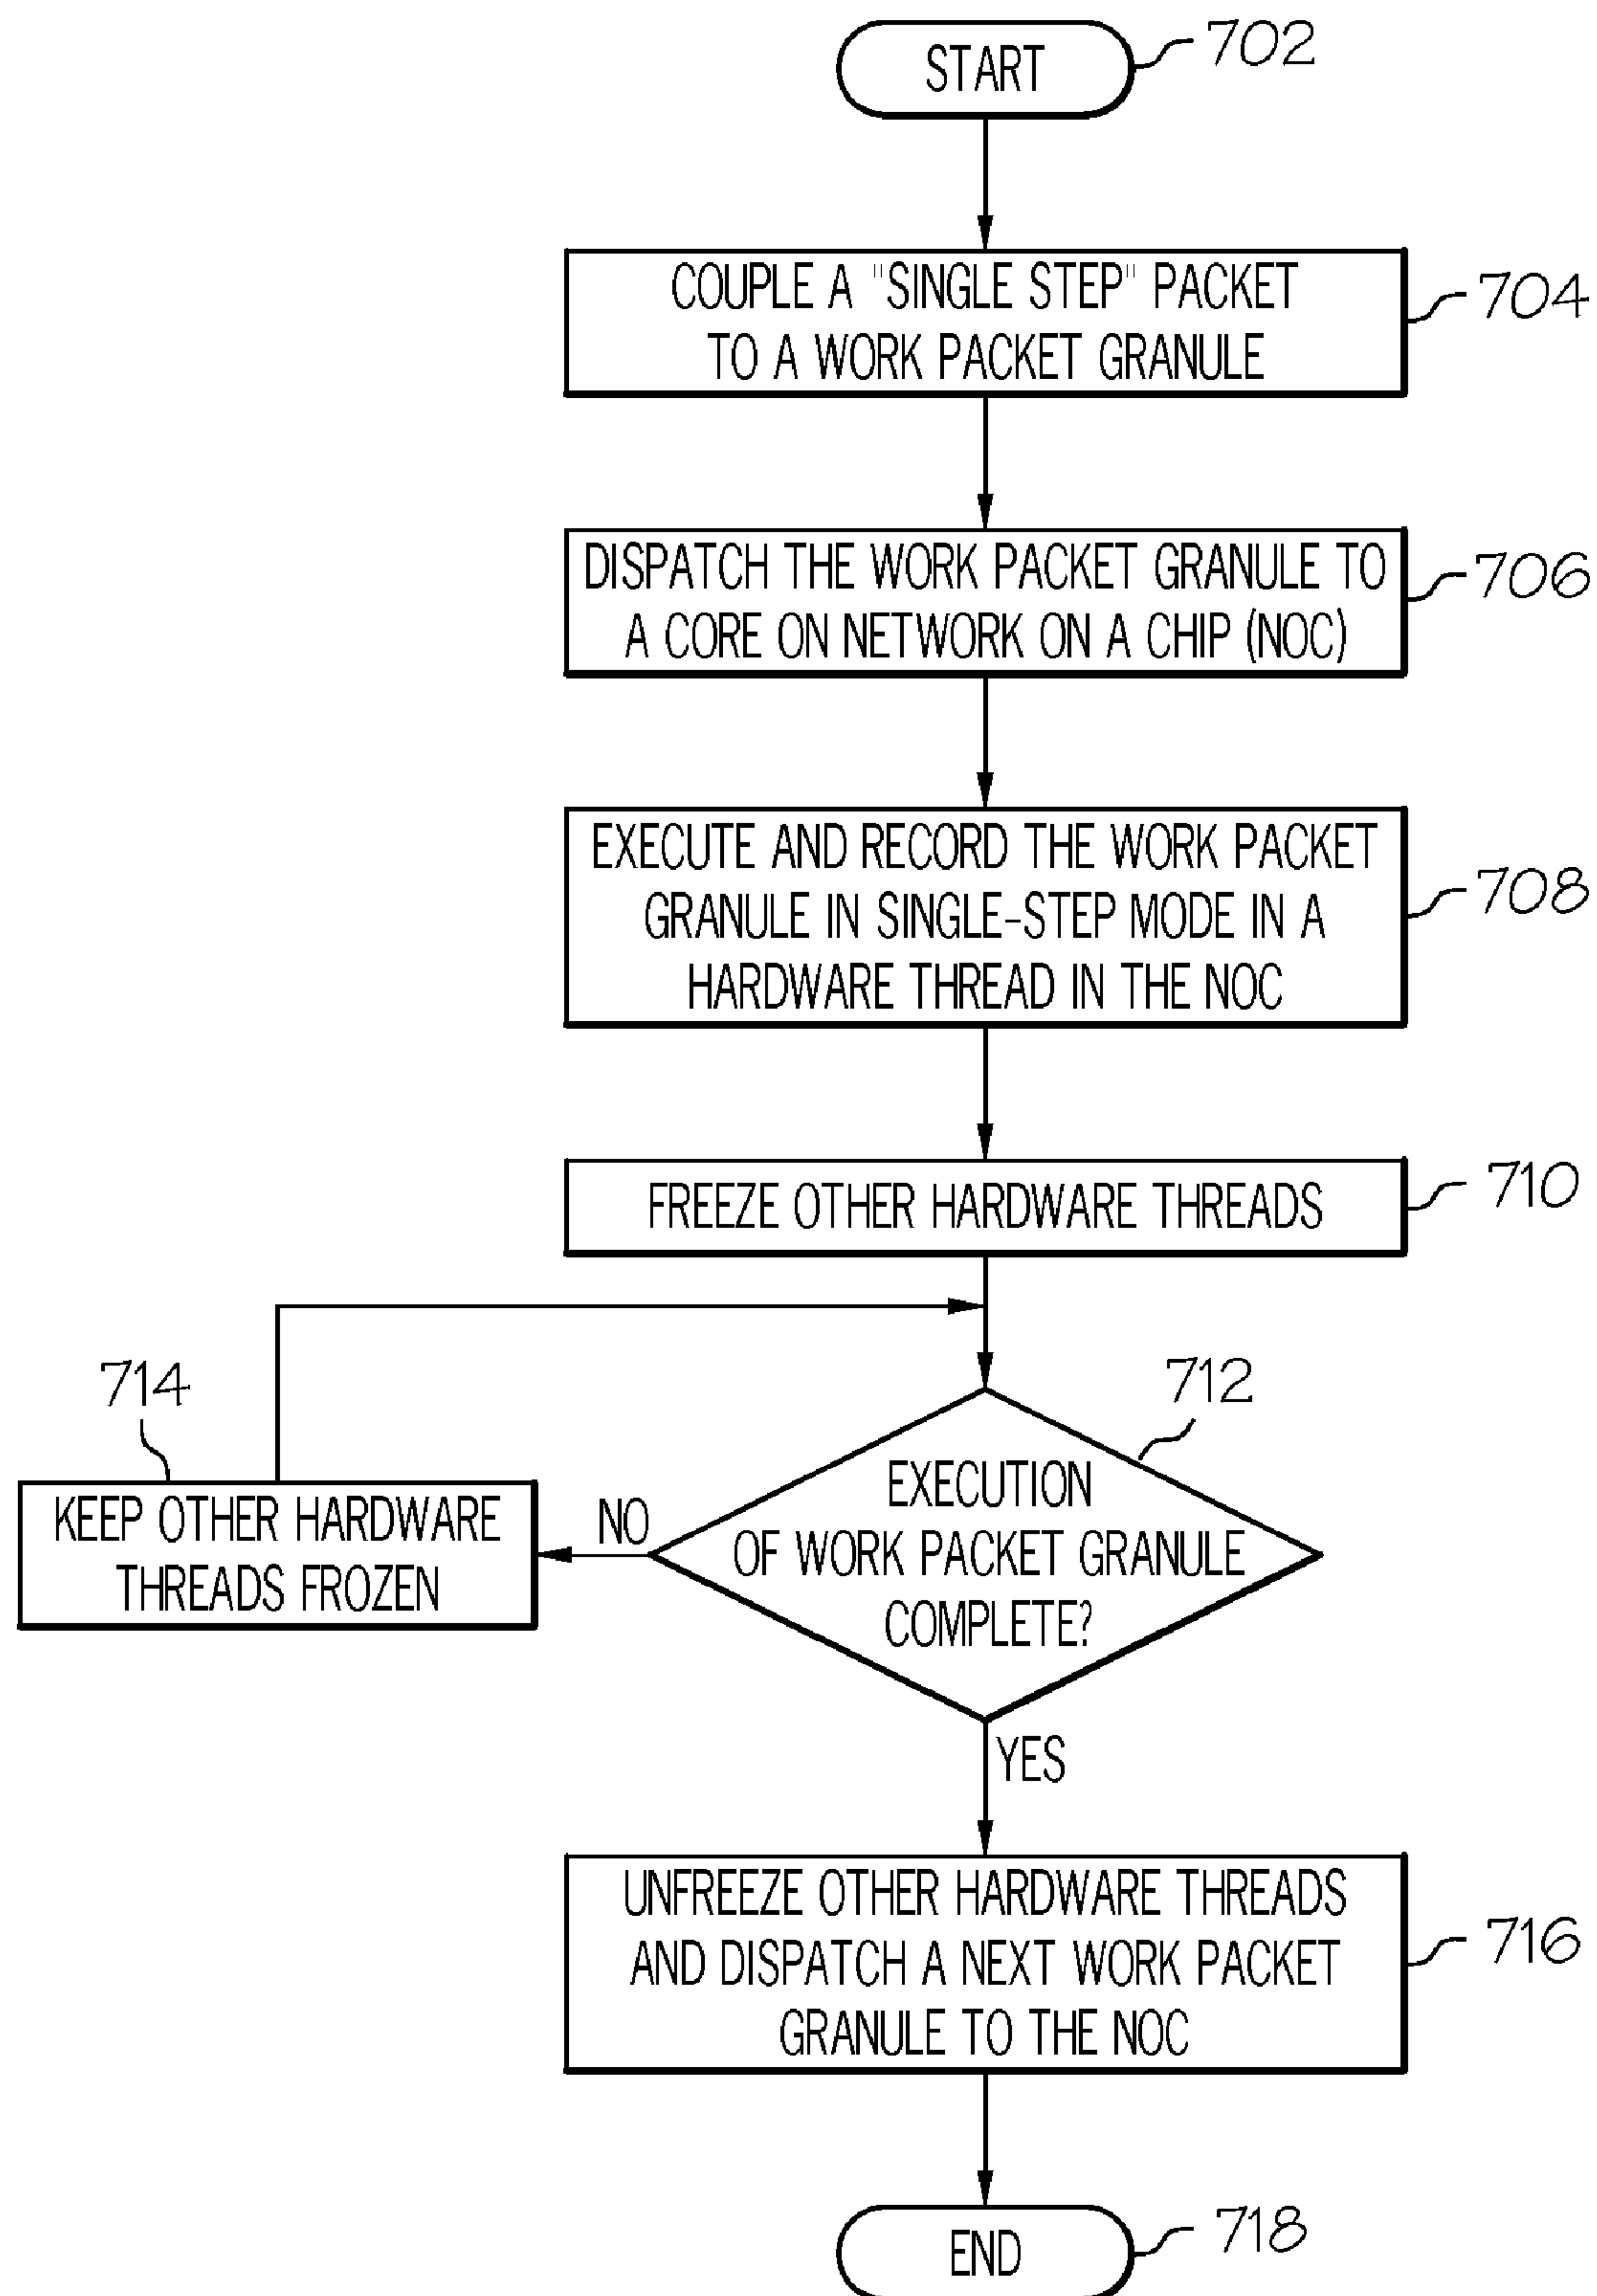 START
702
COUPLE A "SINGLE STEP" PACKET
TO A WORK PACKET GRANULE
704
DISPATCH THE WORK PACKET GRANULE TO
A CORE ON NETWORK ON A CHIP (NOC)
706
EXECUTE AND RECORD THE WORK PACKET
GRANULE IN SINGLE-STEP MODE IN A
HARDWARE THREAD IN THE NOC
708
FREEZE OTHER HARDWARE THREADS
710
712
EXECUTION
OF WORK PACKET GRANULE
COMPLETE?
NO
714
KEEP OTHER HARDWARE
THREADS FROZEN
YES
UNFREEZE OTHER HARDWARE THREADS
AND DISPATCH A NEXT WORK PACKET
GRANULE TO THE NOC
716
END
718